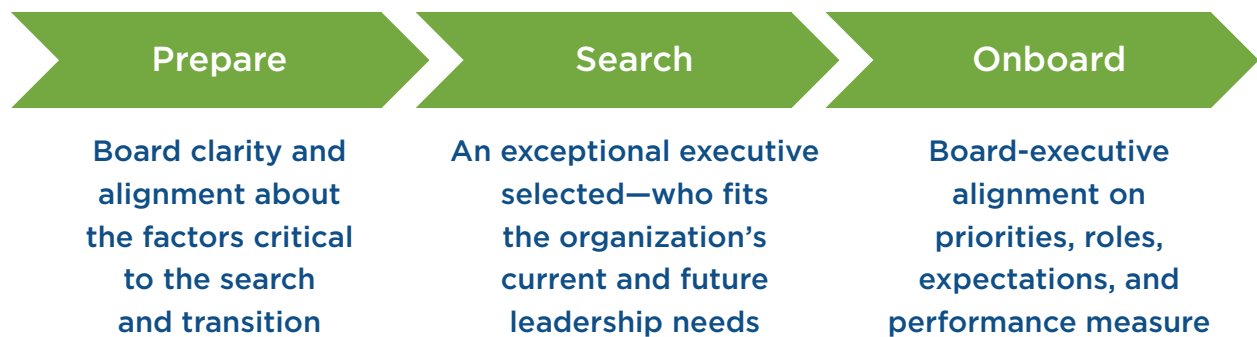 Prepare
Board clarity and
alignment about
the factors critical
to the search
and transition
Search
An exceptional executive
selected—who fits
the organization's
current and future
leadership needs
Onboard
Board-executive
alignment on
priorities, roles,
expectations, and
performance measure